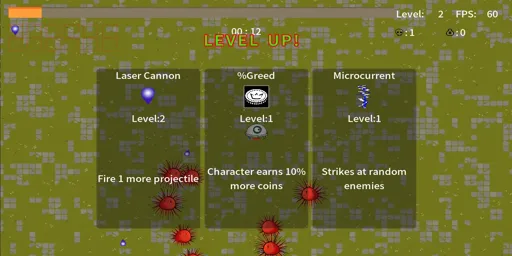 Level: 2 FPS: 60
00:12
:1 :0
LEVEL UP!
Laser Cannon %Greed Microcurrent
Level:2 Level:1 Level:1
Fire 1 more projectile
Character earns 10%
more coins
Strikes at random
enemies